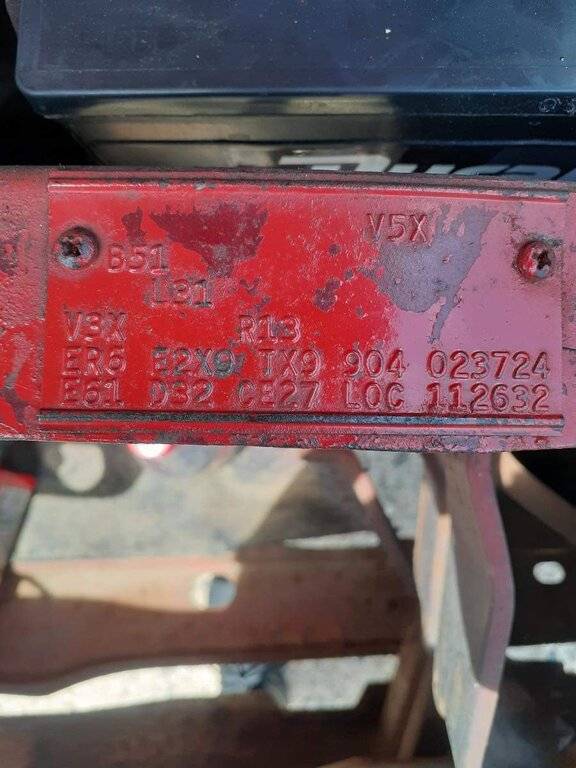 V5X
B51
L31
V3X R13
ER6 E2X9 TX9 904 023724
E61 D32 CE27 LOC 112632